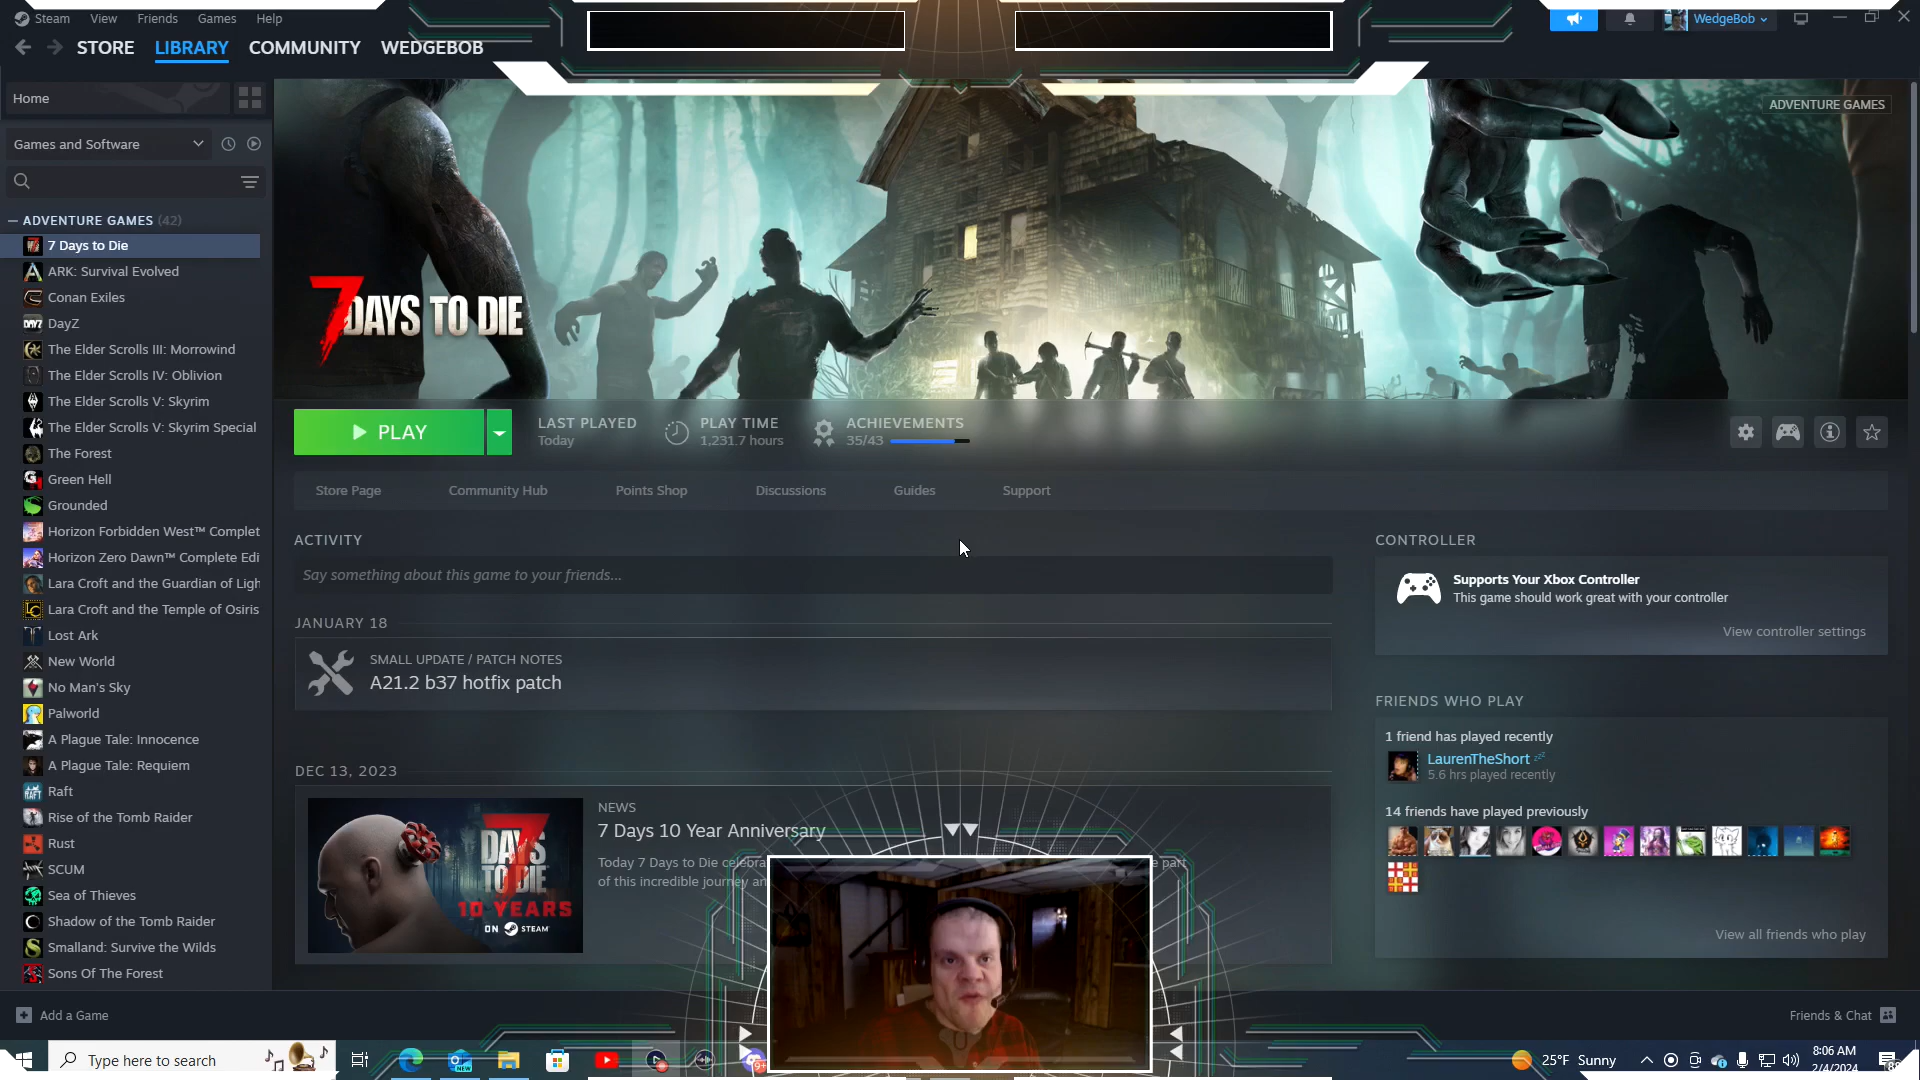 Steam View Friends Games Help
WedgeBob
STORE LIBRARY COMMUNITY WEDGEBOB
Home
ADVENTURE GAMES
Games and Software
ADVENTURE GAMES (42)
7 Days to Die
ARK: Survival Evolved
Conan Exiles
DayZ
The Elder Scrolls III: Morrowind
The Elder Scrolls IV: Oblivion
The Elder Scrolls V: Skyrim
The Elder Scrolls V: Skyrim Special
The Forest
Green Hell
Grounded
Horizon Forbidden West™ Complet
Horizon Zero Dawn™ Complete Edi
Lara Croft and the Guardian of Ligh
Lara Croft and the Temple of Osiris
Lost Ark
New World
No Man's Sky
Palworld
A Plague Tale: Innocence
A Plague Tale: Requiem
Raft
Rise of the Tomb Raider
Rust
SCUM
Sea of Thieves
Shadow of the Tomb Raider
Smalland: Survive the Wilds
Sons Of The Forest
7 DAYS TO DIE
PLAY
LAST PLAYED
Today
PLAY TIME
1,231.7 hours
ACHIEVEMENTS
35/43
Store Page Community Hub Points Shop Discussions Guides Support
ACTIVITY
Say something about this game to your friends...
JANUARY 18
SMALL UPDATE / PATCH NOTES
A21.2 b37 hotfix patch
DEC 13, 2023
7 DAYS TO DIE
10 YEARS
ON STEAM
NEWS
7 Days 10 Year Anniversary
Today 7 Days to Die celebra
e part
of this incredible journey an
CONTROLLER
Supports Your Xbox Controller
This game should work great with your controller
View controller settings
FRIENDS WHO PLAY
1 friend has played recently
LaurenTheShort zzz
5.6 hrs played recently
14 friends have played previously
View all friends who play
Add a Game
Friends & Chat
Type here to search
NEW
9+
25°F Sunny
8:06 AM
2/4/2024